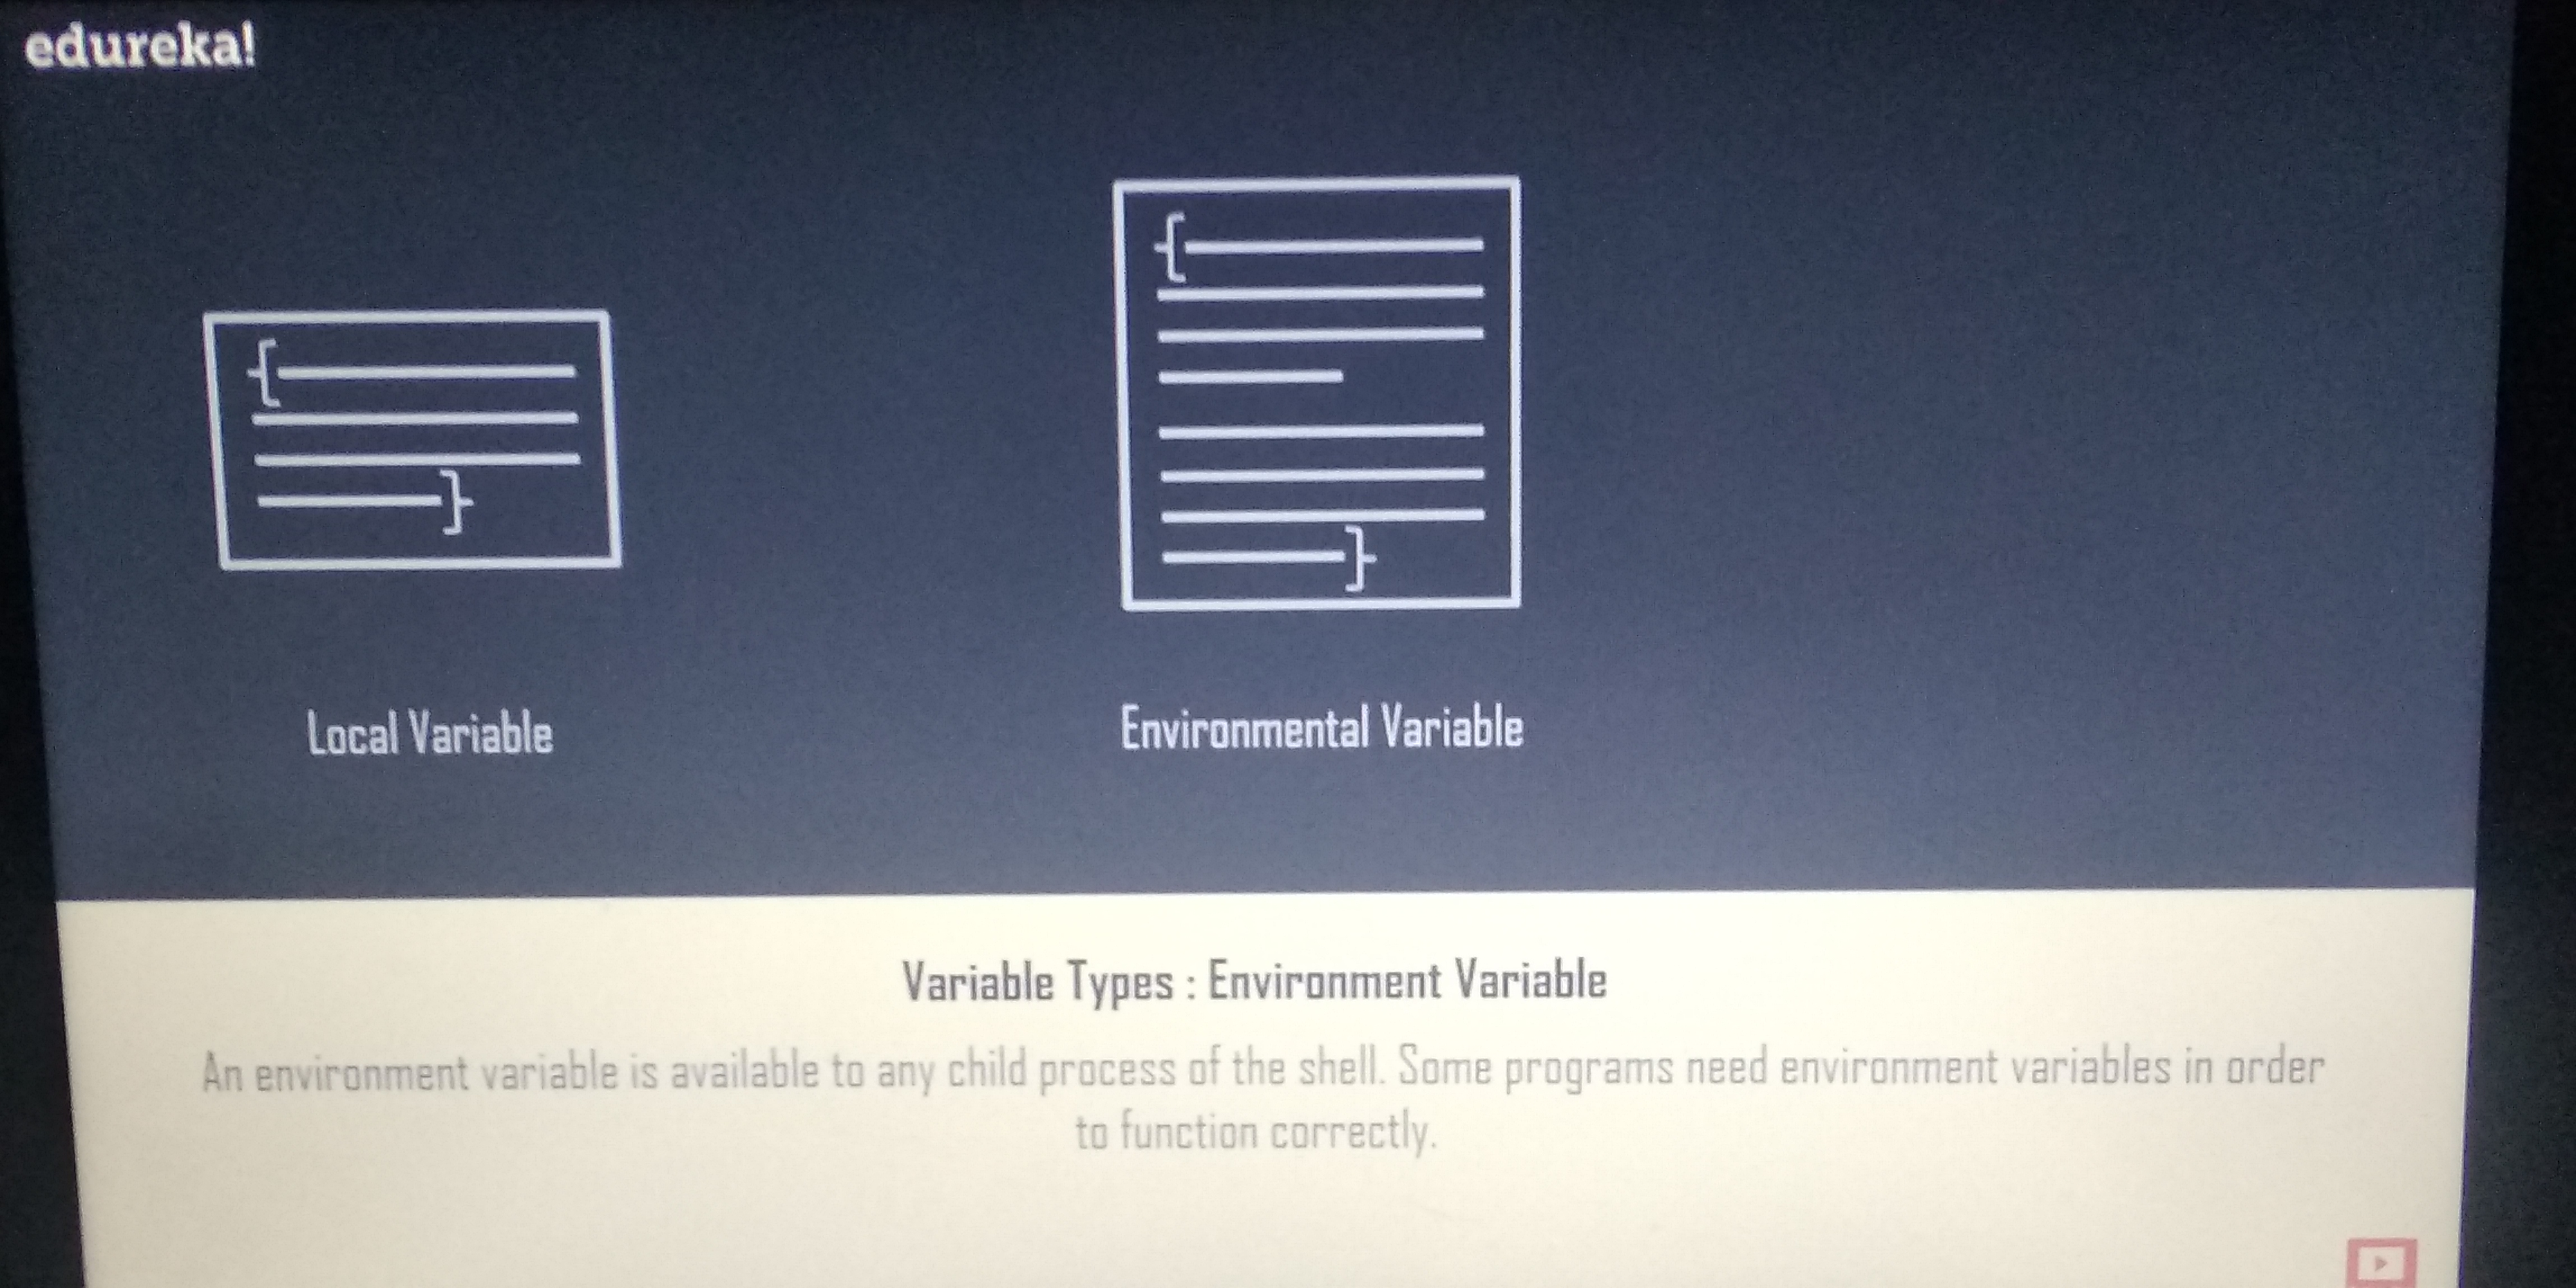 edureka!
Local Variable
Environmental Variable
Variable Types : Environment Variable
An environment variable is available to any child process of the shell. Some programs need environment variables in order
to function correctly.